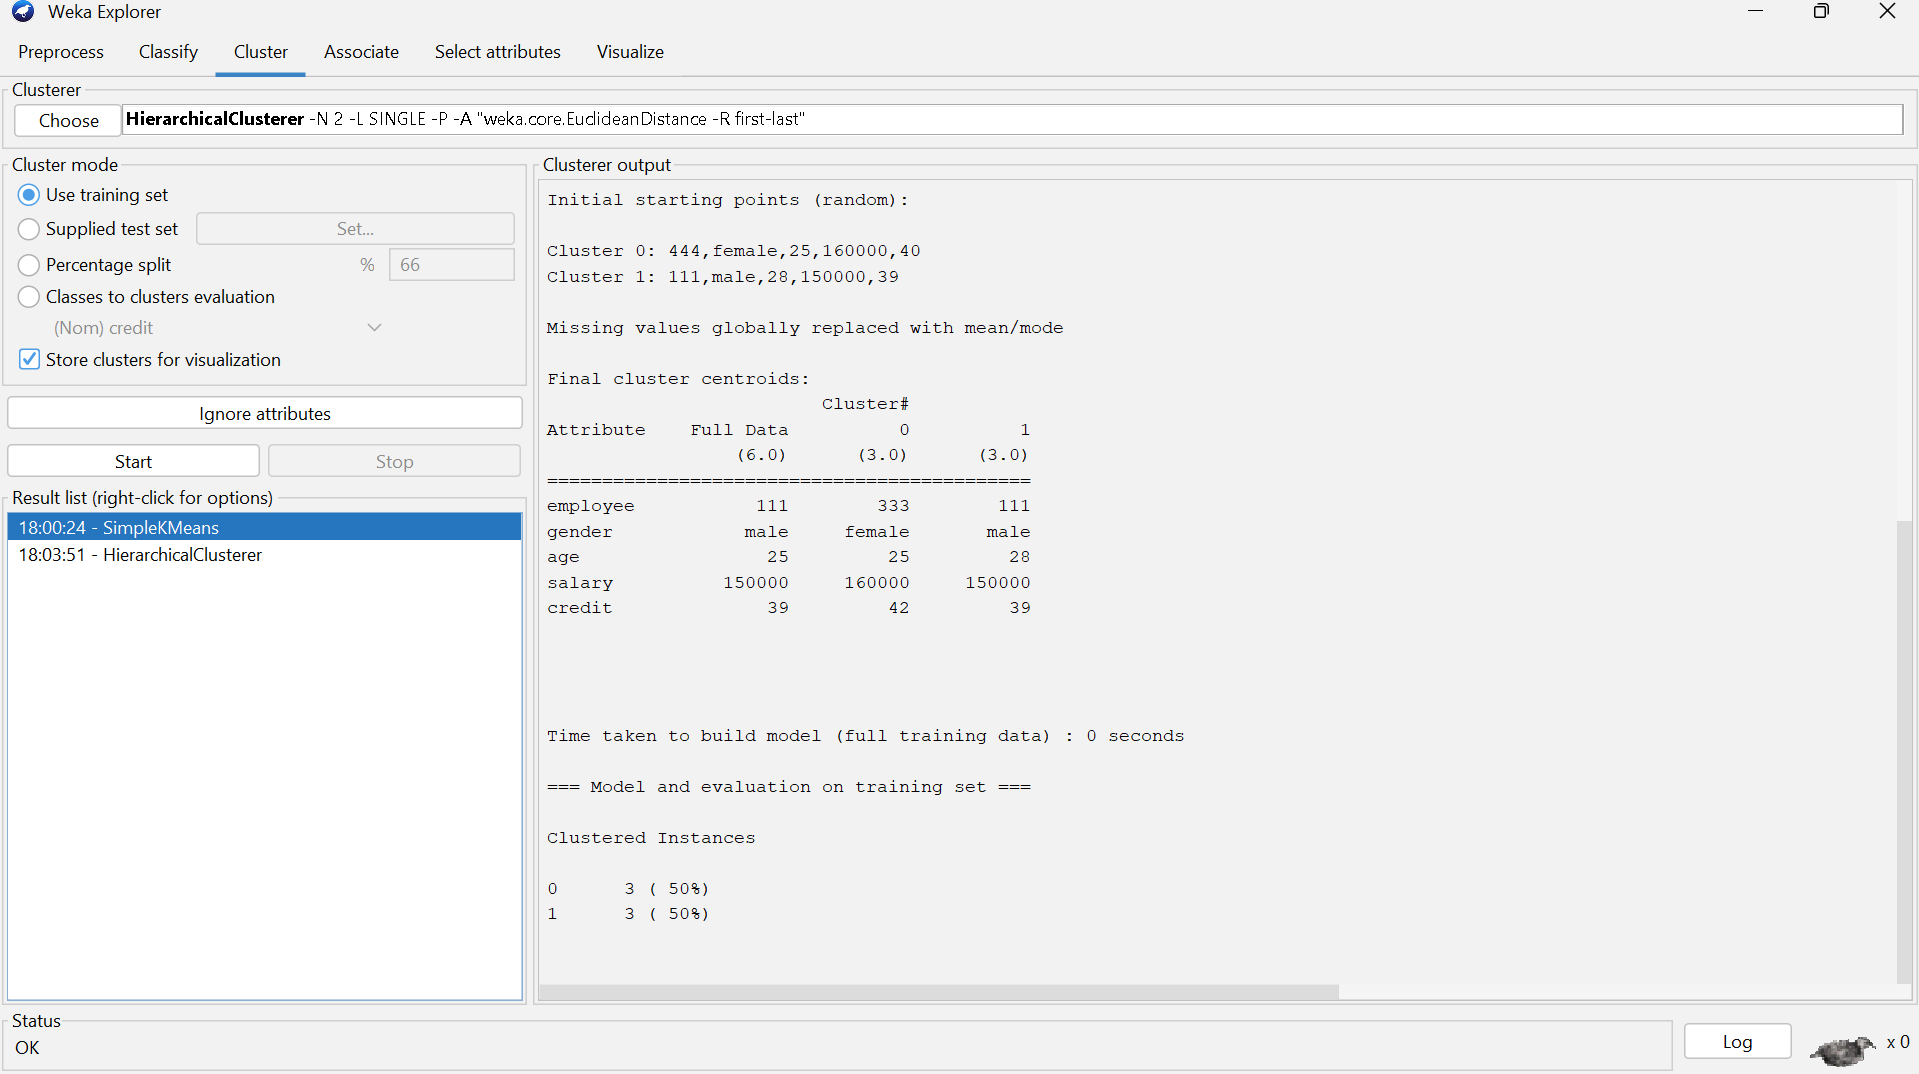 Weka Explorer
Preprocess Classify Cluster Associate Select attributes Visualize
Clusterer
Choose HierarchicalClusterer -N 2 -L SINGLE -P -A "weka.core.EuclideanDistance -R first-last"
Cluster mode
Use training set
Supplied test set Set...
Percentage split % 66
Classes to clusters evaluation
(Nom) credit
Store clusters for visualization
Ignore attributes
Start Stop
Result list (right-click for options)
18:00:24 - SimpleKMeans
18:03:51 - HierarchicalClusterer
Clusterer output
Initial starting points (random):
Cluster 0: 444,female,25,160000,40
Cluster 1: 111,male,28,150000,39
Missing values globally replaced with mean/mode
Final cluster centroids:
Cluster#
Attribute Full Data 0 1
(6.0) (3.0) (3.0)
============================================
employee 111 333 111
gender male female male
age 25 25 28
salary 150000 160000 150000
credit 39 42 39
Time taken to build model (full training data) : 0 seconds
=== Model and evaluation on training set ===
Clustered Instances
0 3 ( 50%)
1 3 ( 50%)
Status
OK
Log x 0